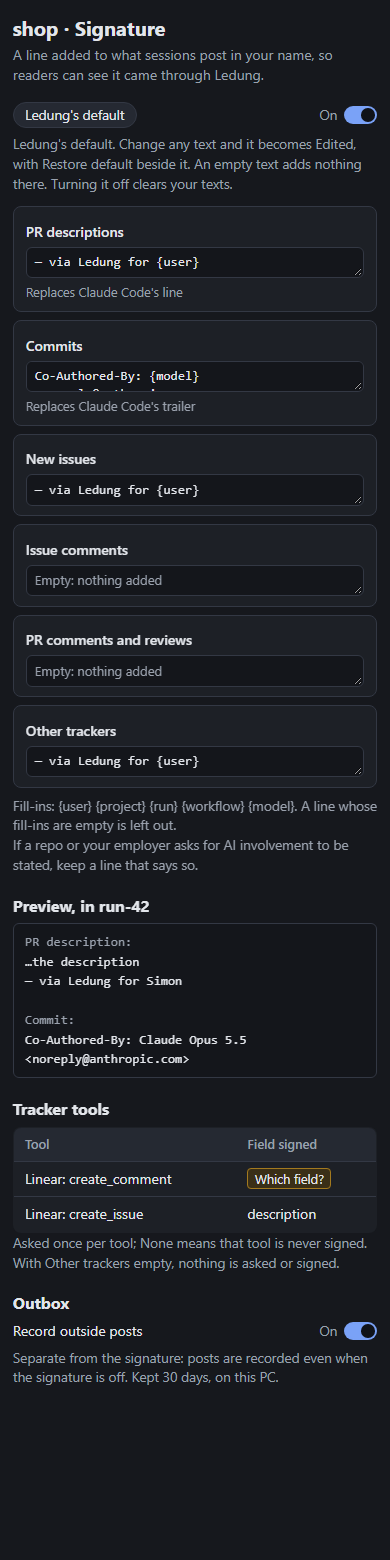 shop · Signature
A line added to what sessions post in your name, so
readers can see it came through Ledung.
Ledung's default
On
Ledung's default. Change any text and it becomes Edited,
with Restore default beside it. An empty text adds nothing
there. Turning it off clears your texts.
PR descriptions
— via Ledung for {user}
Replaces Claude Code's line
Commits
Co-Authored-By: {model}
Replaces Claude Code's trailer
New issues
— via Ledung for {user}
Issue comments
Empty: nothing added
PR comments and reviews
Empty: nothing added
Other trackers
— via Ledung for {user}
Fill-ins: {user} {project} {run} {workflow} {model}. A line whose
fill-ins are empty is left out.
If a repo or your employer asks for AI involvement to be
stated, keep a line that says so.
Preview, in run-42
PR description:
…the description
— via Ledung for Simon
Commit:
Co-Authored-By: Claude Opus 5.5
<noreply@anthropic.com>
Tracker tools
Tool Field signed
Linear: create_comment Which field?
Linear: create_issue description
Asked once per tool; None means that tool is never signed.
With Other trackers empty, nothing is asked or signed.
Outbox
Record outside posts On
Separate from the signature: posts are recorded even when
the signature is off. Kept 30 days, on this PC.